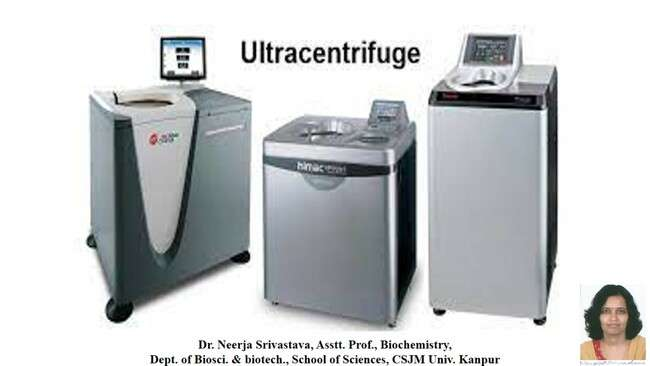 Ultracentrifuge
himac
Dr. Neerja Srivastava, Asstt. Prof., Biochemistry,
Dept. of Biosci. & biotech., School of Sciences, CSJM Univ. Kanpur